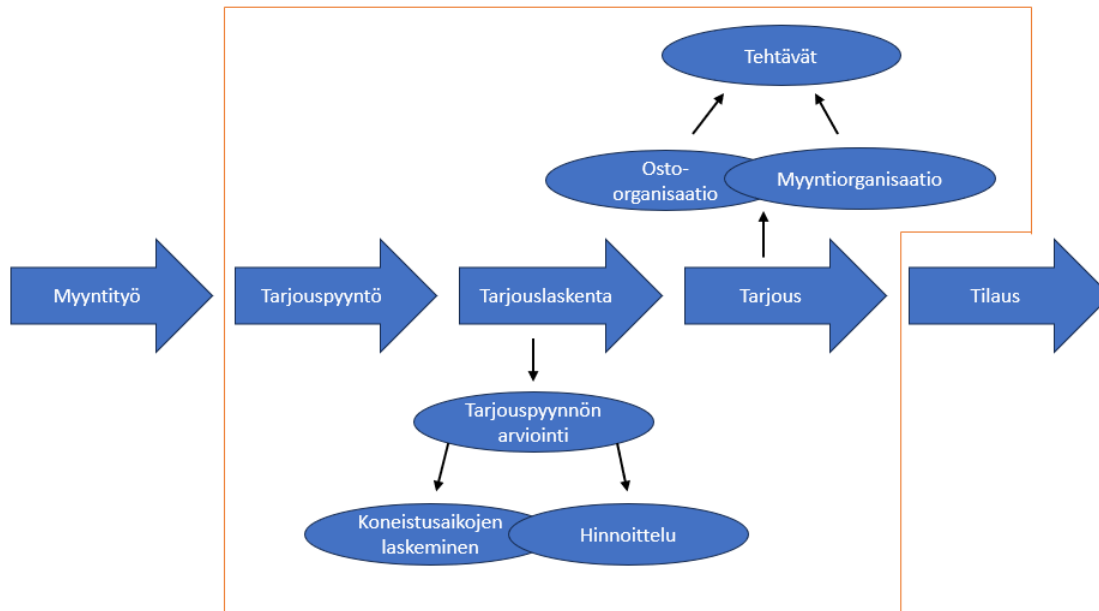 Tehtävät
Osto-
organisaatio
Myyntiorganisaatio
Myyntityö
Tarjouspyyntö
Tarjouslaskenta
Tarjous
Tilaus
Tarjouspyynnön
arviointi
Koneistusaikojen
laskeminen
Hinnoittelu